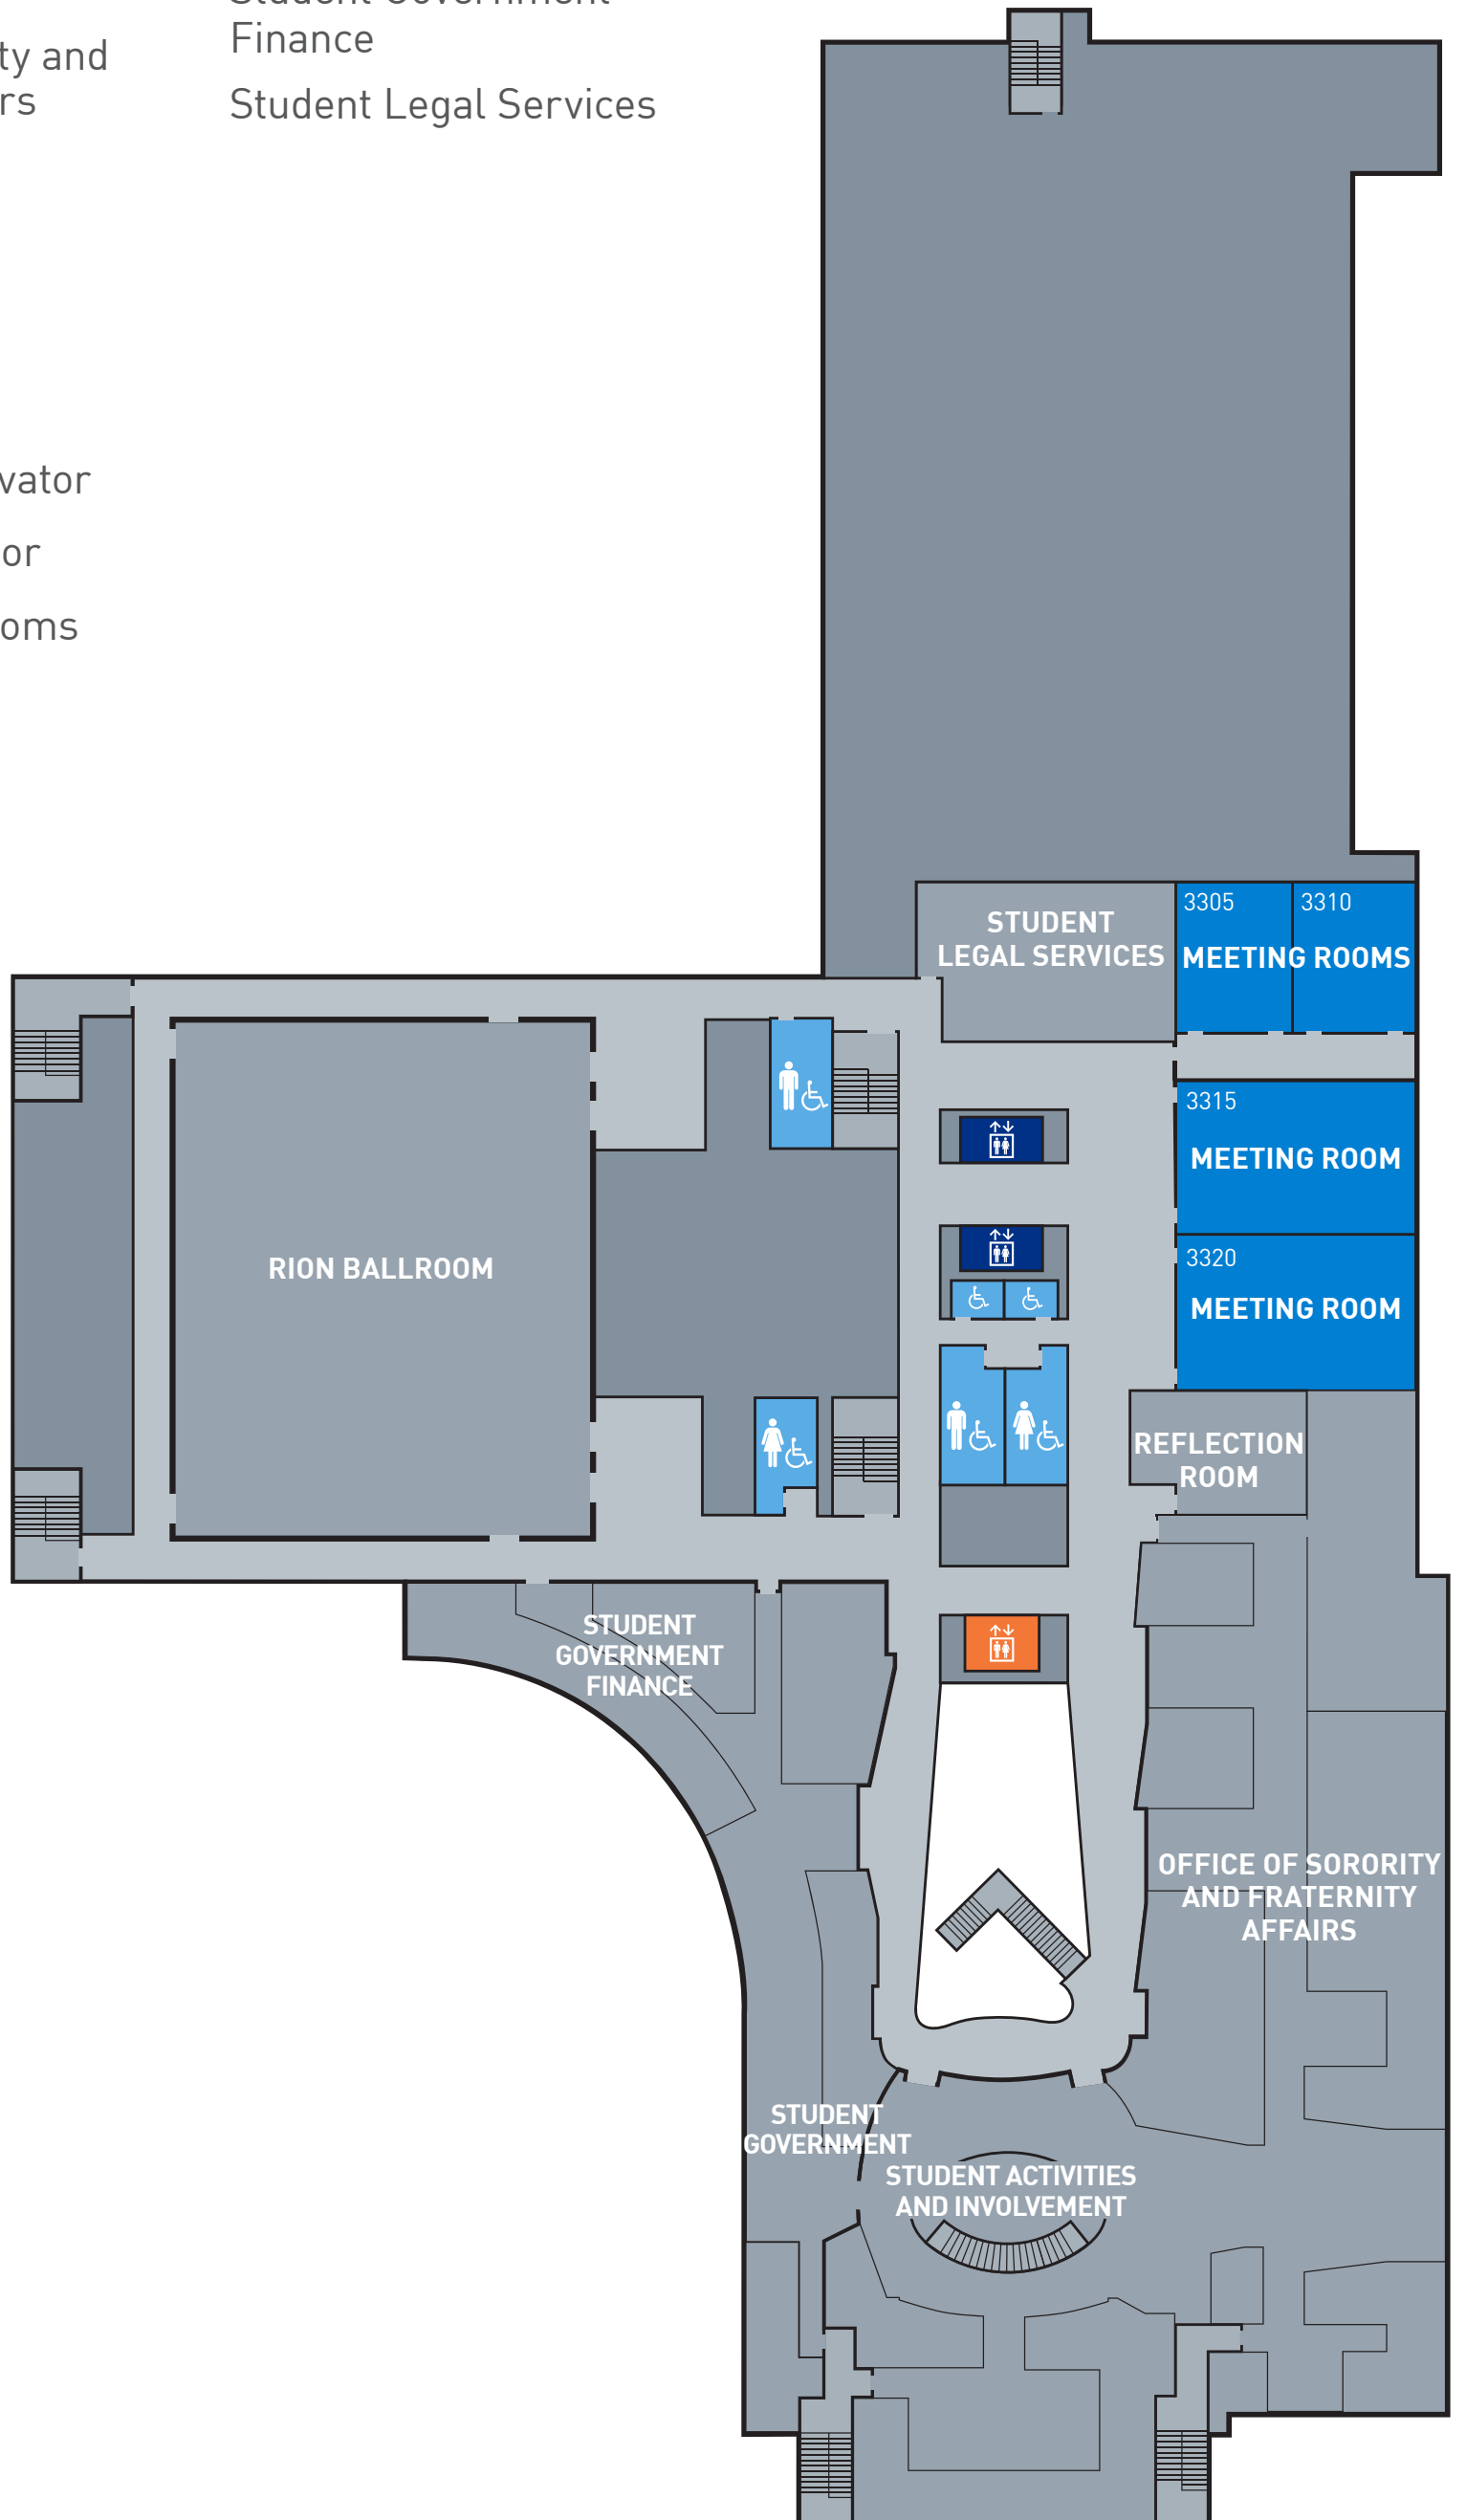 Student Government
Finance
ty and
rs
Student Legal Services
vator
or
oms
STUDENT
LEGAL SERVICES
3305
3310
MEETING ROOMS
3315
MEETING ROOM
3320
MEETING ROOM
RION BALLROOM
REFLECTION
ROOM
STUDENT
GOVERNMENT
FINANCE
OFFICE OF SORORITY
AND FRATERNITY
AFFAIRS
STUDENT
GOVERNMENT
STUDENT ACTIVITIES
AND INVOLVEMENT